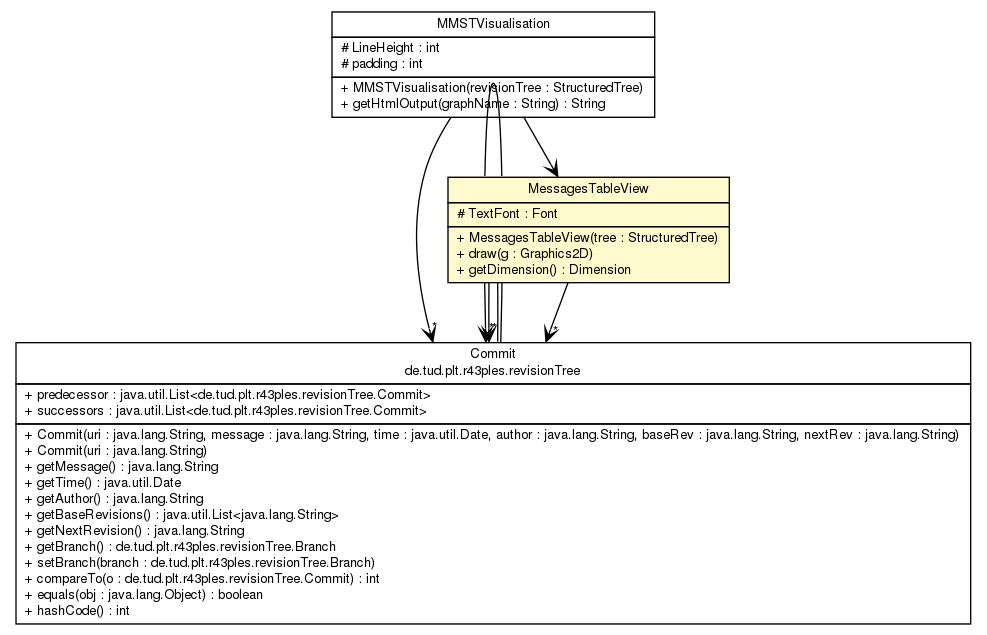 MMSTVisualisation
# LineHeight : int
# padding : int
+ MMSTVisualisation(revisionTree : StructuredTree)
+ getHtmlOutput(graphName : String) : String
MessagesTableView
# TextFont : Font
+ MessagesTableView(tree : StructuredTree)
+ draw(g : Graphics2D)
+ getDimension() : Dimension
* * *
Commit
de.tud.plt.r43ples.revisionTree
+ predecessor : java.util.List<de.tud.plt.r43ples.revisionTree.Commit>
+ successors : java.util.List<de.tud.plt.r43ples.revisionTree.Commit>
+ Commit(uri : java.lang.String, message : java.lang.String, time : java.util.Date, author : java.lang.String, baseRev : java.lang.String, nextRev : java.lang.String)
+ Commit(uri : java.lang.String)
+ getMessage() : java.lang.String
+ getTime() : java.util.Date
+ getAuthor() : java.lang.String
+ getBaseRevisions() : java.util.List<java.lang.String>
+ getNextRevision() : java.lang.String
+ getBranch() : de.tud.plt.r43ples.revisionTree.Branch
+ setBranch(branch : de.tud.plt.r43ples.revisionTree.Branch)
+ compareTo(o : de.tud.plt.r43ples.revisionTree.Commit) : int
+ equals(obj : java.lang.Object) : boolean
+ hashCode() : int